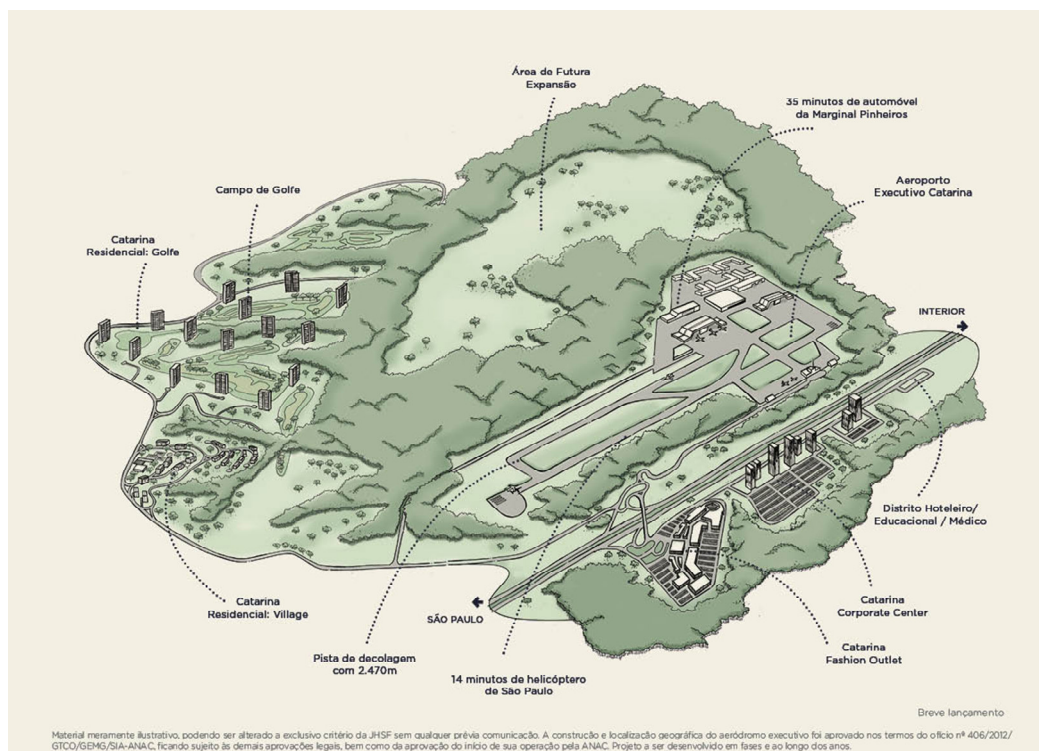 Área de Futura
Expansão
35 minutos de automóvel
da Marginal Pinheiros
Campo de Golfe
Aeroporto
Executivo Catarina
Catarina
Residencial: Golfe
INTERIOR
Distrito Hoteleiro/
Educacional / Médico
Catarina
Residencial: Village
SÃO PAULO
Catarina
Corporate Center
Pista de decolagem
com 2.470m
14 minutos de helicóptero
de São Paulo
Catarina
Fashion Outlet
Breve lançamento
Material meramente ilustrativo, podendo ser alterado a exclusivo critério da JHSF sem qualquer prévia comunicação. A construção e localização geográfica do aeródromo executivo foi aprovado nos termos do ofício nº 406/2012/
GTCO/GEMG/SIA-ANAC, ficando sujeito às demais aprovações legais, bem como da aprovação do início de sua operação pela ANAC. Projeto a ser desenvolvido em fases e ao longo dos anos.